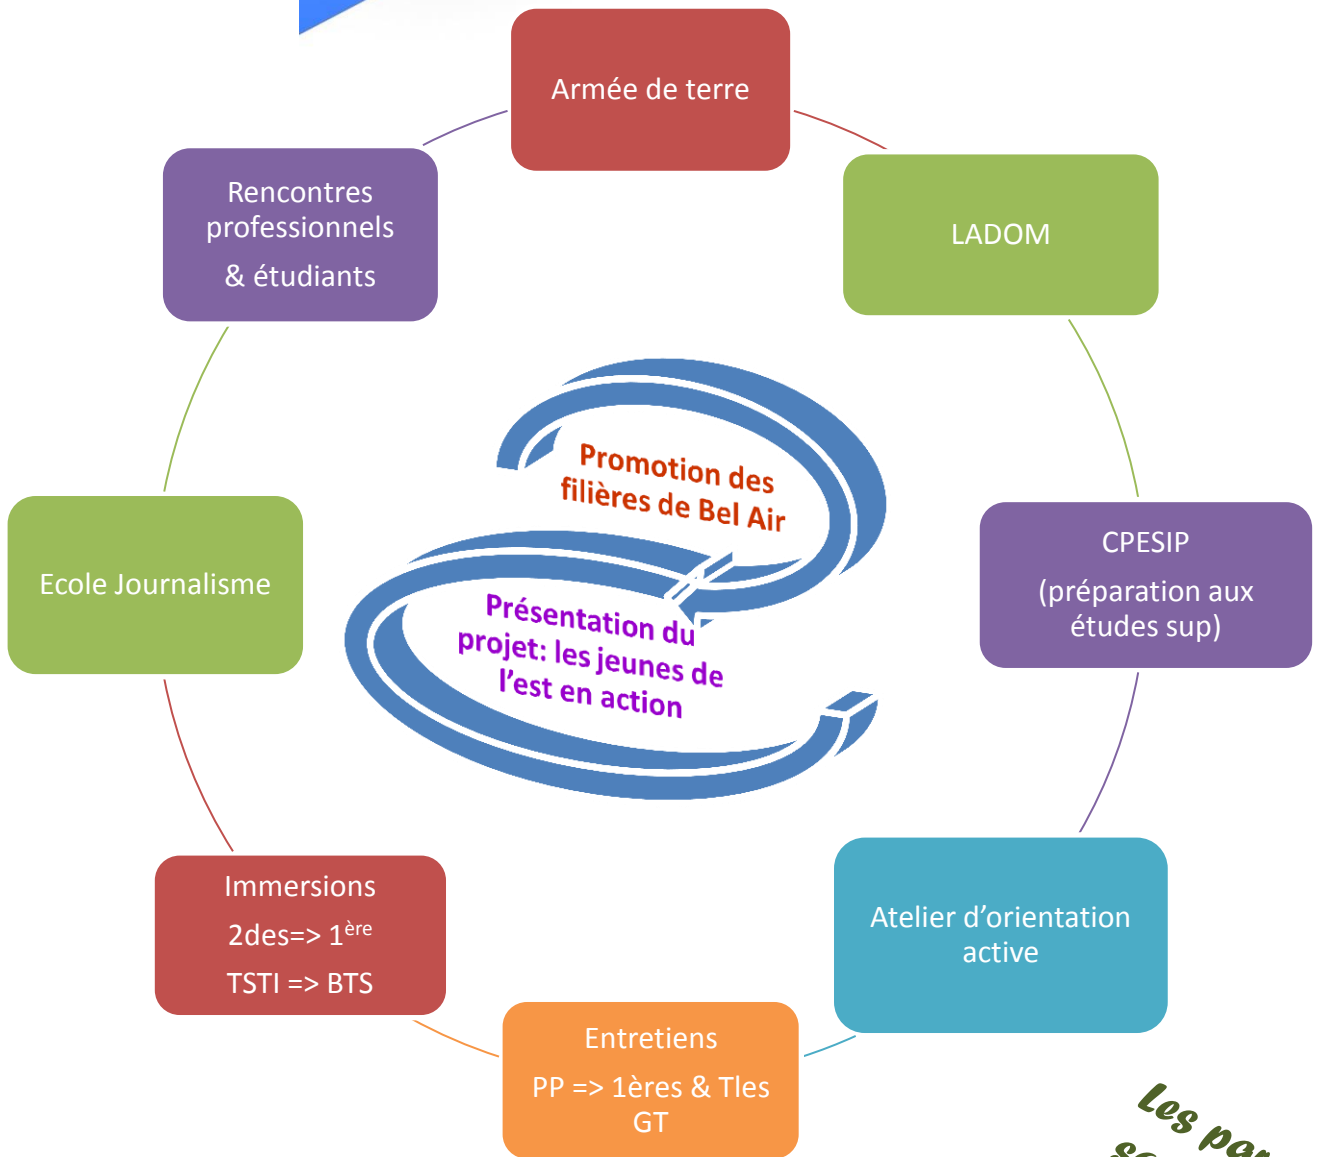 Armée de terre
LADOM
CPESIP
(préparation aux
études sup)
Atelier d’orientation
active
Entretiens
PP => 1ères & Tles
GT
Immersions
2des=> 1ère
TSTI => BTS
Ecole Journalisme
Rencontres
professionnels
& étudiants
Promotion des
filières de Bel Air
Présentation du
projet: les jeunes de
l’est en action
Les